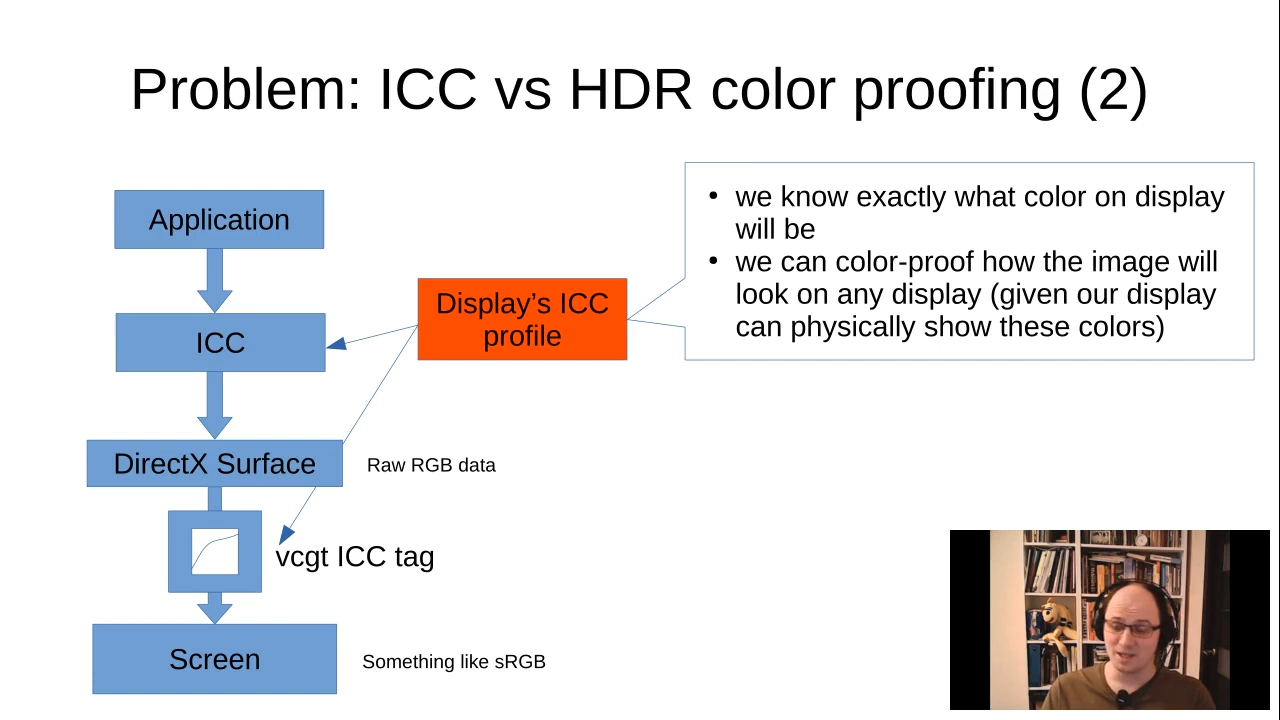 Problem: ICC vs HDR color proofing (2)
Application
• we know exactly what color on display
will be
• we can color-proof how the image will
look on any display (given our display
can physically show these colors)
Display’s ICC
profile
ICC
DirectX Surface
Raw RGB data
vcgt ICC tag
Screen
Something like sRGB